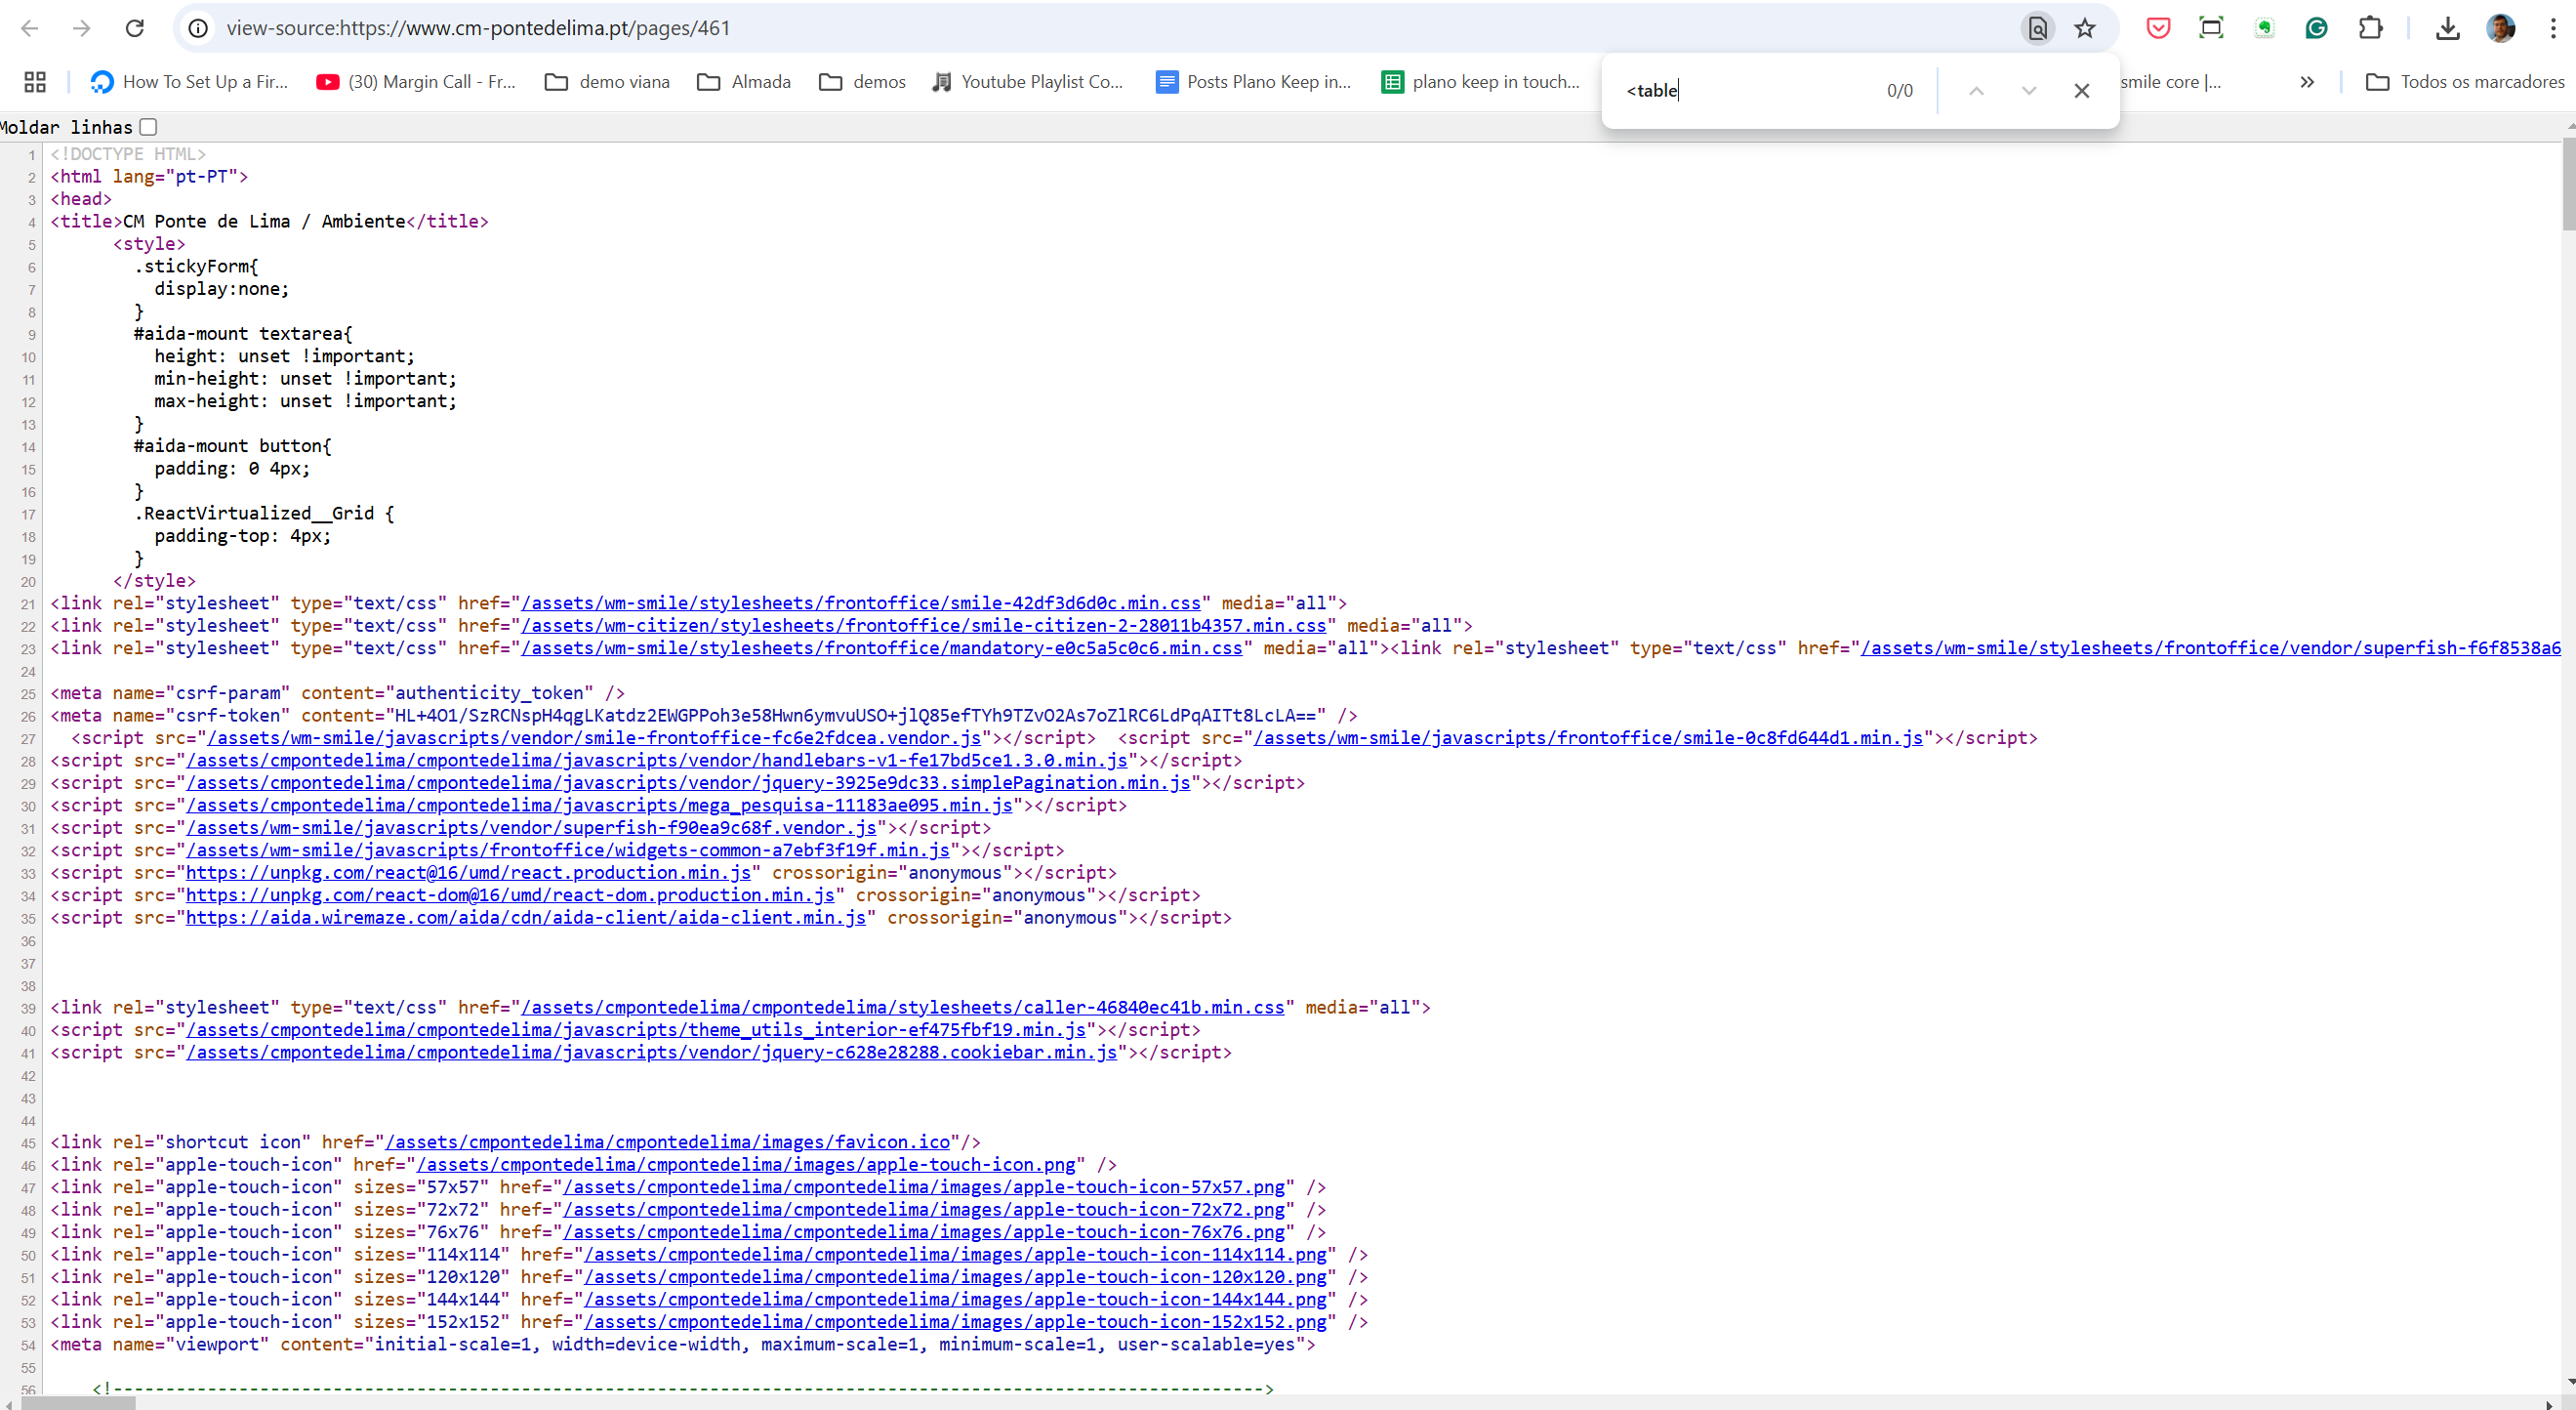 view-source:https://www.cm-pontedelima.pt/pages/461
How To Set Up a Fir...
(30) Margin Call - Fr...
demo viana
Almada
demos
Youtube Playlist Co...
Posts Plano Keep in...
plano keep in touch...
smile core |...
»
Todos os marcadores
<table
0/0
Moldar linhas
1 <!DOCTYPE HTML>
2 <html lang="pt-PT">
3 <head>
4 <title>CM Ponte de Lima / Ambiente</title>
5 <style>
6 .stickyForm{
7 display:none;
8 }
9 #aida-mount textarea{
10 height: unset !important;
11 min-height: unset !important;
12 max-height: unset !important;
13 }
14 #aida-mount button{
15 padding: 0 4px;
16 }
17 .ReactVirtualized__Grid {
18 padding-top: 4px;
19 }
20 </style>
21 <link rel="stylesheet" type="text/css" href="/assets/wm-smile/stylesheets/frontoffice/smile-42df3d6d0c.min.css" media="all">
22 <link rel="stylesheet" type="text/css" href="/assets/wm-citizen/stylesheets/frontoffice/smile-citizen-2-28011b4357.min.css" media="all">
23 <link rel="stylesheet" type="text/css" href="/assets/wm-smile/stylesheets/frontoffice/mandatory-e0c5a5c0c6.min.css" media="all"><link rel="stylesheet" type="text/css" href="/assets/wm-smile/stylesheets/frontoffice/vendor/superfish-f6f8538a6
24
25 <meta name="csrf-param" content="authenticity_token" />
26 <meta name="csrf-token" content="HL+4O1/SzRCNspH4qgLKatdz2EWGPPoh3e58Hwn6ymvuUSO+jlQ85efTYh9TZvO2As7oZlRC6LdPqAITt8LcLA==" />
27 <script src="/assets/wm-smile/javascripts/vendor/smile-frontoffice-fc6e2fdcea.vendor.js"></script> <script src="/assets/wm-smile/javascripts/frontoffice/smile-0c8fd644d1.min.js"></script>
28 <script src="/assets/cmpontedelima/cmpontedelima/javascripts/vendor/handlebars-v1-fe17bd5ce1.3.0.min.js"></script>
29 <script src="/assets/cmpontedelima/cmpontedelima/javascripts/vendor/jquery-3925e9dc33.simplePagination.min.js"></script>
30 <script src="/assets/cmpontedelima/cmpontedelima/javascripts/mega_pesquisa-11183ae095.min.js"></script>
31 <script src="/assets/wm-smile/javascripts/vendor/superfish-f90ea9c68f.vendor.js"></script>
32 <script src="/assets/wm-smile/javascripts/frontoffice/widgets-common-a7ebf3f19f.min.js"></script>
33 <script src="https://unpkg.com/react@16/umd/react.production.min.js" crossorigin="anonymous"></script>
34 <script src="https://unpkg.com/react-dom@16/umd/react-dom.production.min.js" crossorigin="anonymous"></script>
35 <script src="https://aida.wiremaze.com/aida/cdn/aida-client/aida-client.min.js" crossorigin="anonymous"></script>
36
37
38
39 <link rel="stylesheet" type="text/css" href="/assets/cmpontedelima/cmpontedelima/stylesheets/caller-46840ec41b.min.css" media="all">
40 <script src="/assets/cmpontedelima/cmpontedelima/javascripts/theme_utils_interior-ef475fbf19.min.js"></script>
41 <script src="/assets/cmpontedelima/cmpontedelima/javascripts/vendor/jquery-c628e28288.cookiebar.min.js"></script>
42
43
44
45 <link rel="shortcut icon" href="/assets/cmpontedelima/cmpontedelima/images/favicon.ico"/>
46 <link rel="apple-touch-icon" href="/assets/cmpontedelima/cmpontedelima/images/apple-touch-icon.png" />
47 <link rel="apple-touch-icon" sizes="57x57" href="/assets/cmpontedelima/cmpontedelima/images/apple-touch-icon-57x57.png" />
48 <link rel="apple-touch-icon" sizes="72x72" href="/assets/cmpontedelima/cmpontedelima/images/apple-touch-icon-72x72.png" />
49 <link rel="apple-touch-icon" sizes="76x76" href="/assets/cmpontedelima/cmpontedelima/images/apple-touch-icon-76x76.png" />
50 <link rel="apple-touch-icon" sizes="114x114" href="/assets/cmpontedelima/cmpontedelima/images/apple-touch-icon-114x114.png" />
51 <link rel="apple-touch-icon" sizes="120x120" href="/assets/cmpontedelima/cmpontedelima/images/apple-touch-icon-120x120.png" />
52 <link rel="apple-touch-icon" sizes="144x144" href="/assets/cmpontedelima/cmpontedelima/images/apple-touch-icon-144x144.png" />
53 <link rel="apple-touch-icon" sizes="152x152" href="/assets/cmpontedelima/cmpontedelima/images/apple-touch-icon-152x152.png" />
54 <meta name="viewport" content="initial-scale=1, width=device-width, maximum-scale=1, minimum-scale=1, user-scalable=yes">
55
56 <!-------------------------------------------------------------------------------------------------------------->